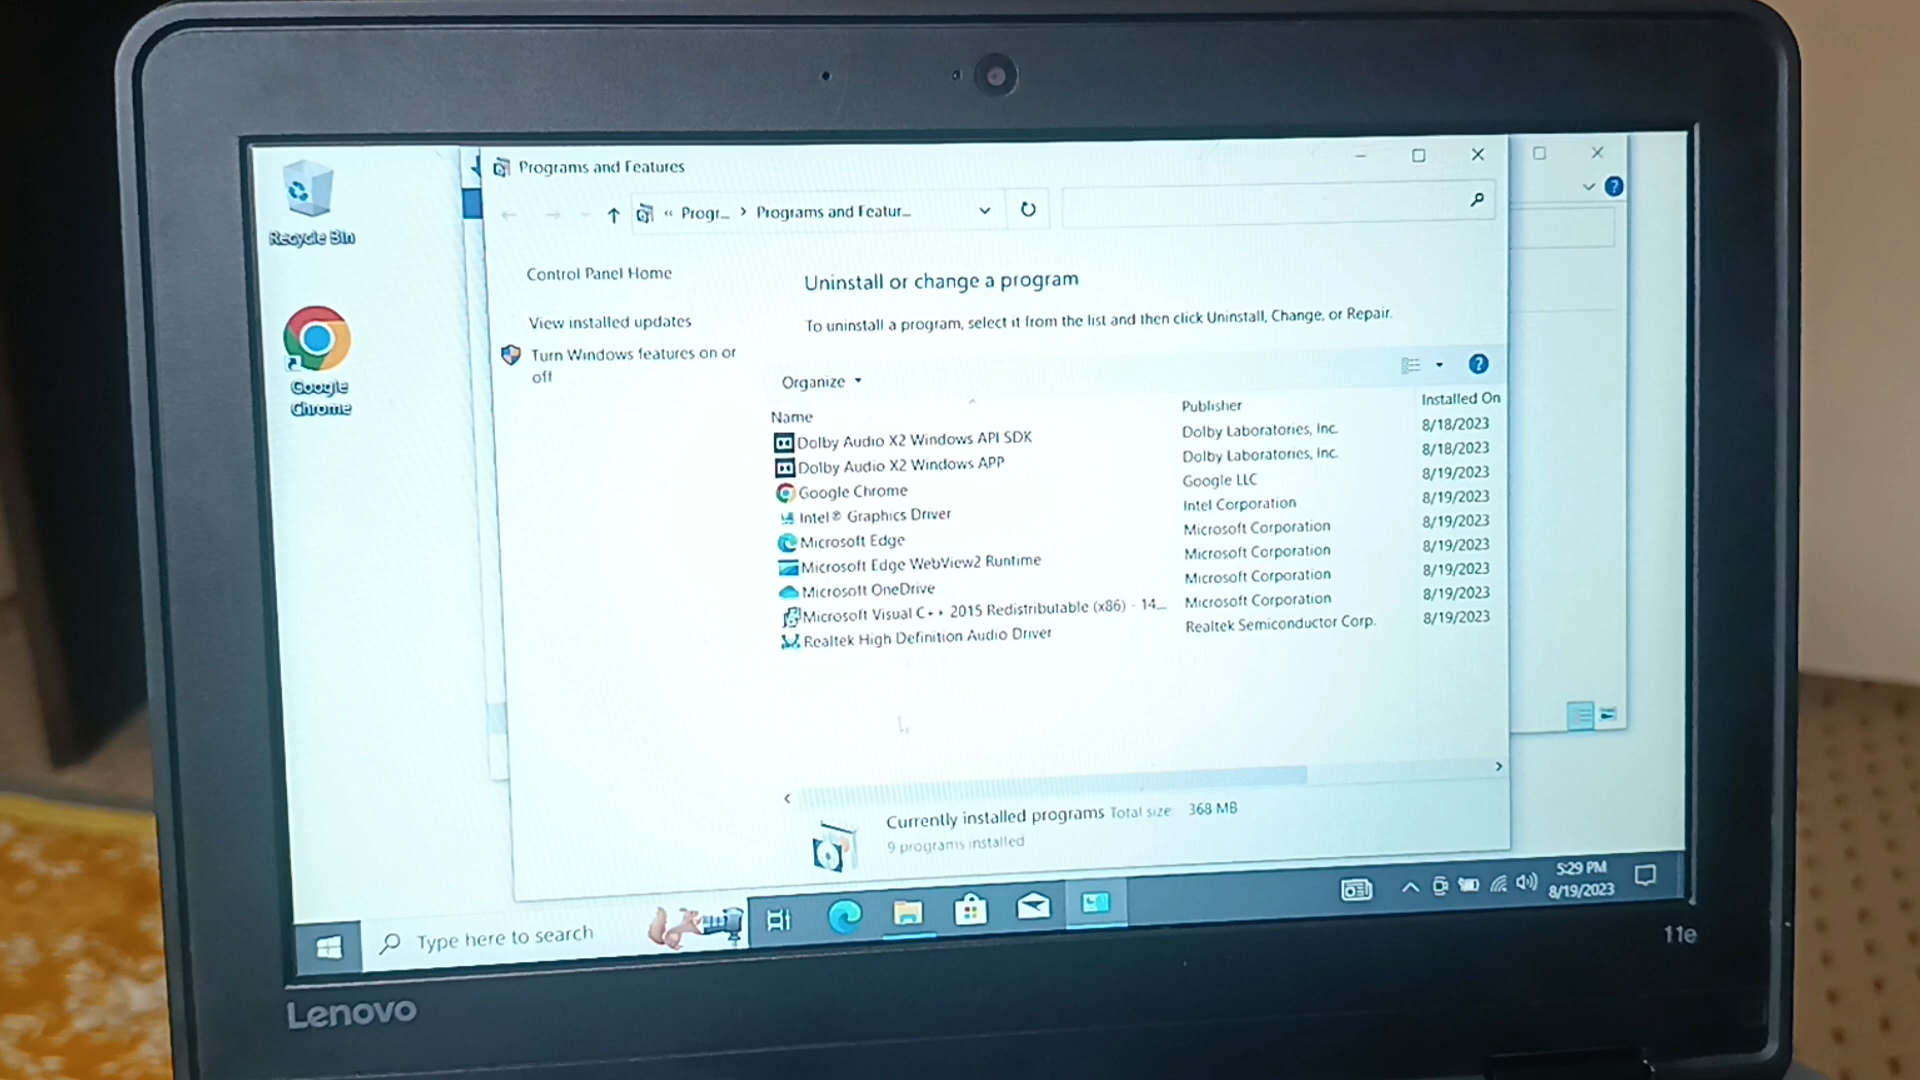 Programs and Features
« Progr... > Programs and Featur...
Recycle Bin
Google
Chrome
Control Panel Home
View installed updates
Turn Windows features on or
off
Uninstall or change a program
To uninstall a program, select it from the list and then click Uninstall, Change, or Repair.
Organize
Name Publisher Installed On
Dolby Audio X2 Windows API SDK Dolby Laboratories, Inc. 8/18/2023
Dolby Audio X2 Windows APP Dolby Laboratories, Inc. 8/18/2023
Google Chrome Google LLC 8/19/2023
Intel® Graphics Driver Intel Corporation 8/19/2023
Microsoft Edge Microsoft Corporation 8/19/2023
Microsoft Edge WebView2 Runtime Microsoft Corporation 8/19/2023
Microsoft OneDrive Microsoft Corporation 8/19/2023
Microsoft Visual C++ 2015 Redistributable (x86) - 14... Microsoft Corporation 8/19/2023
Realtek High Definition Audio Driver Realtek Semiconductor Corp. 8/19/2023
Currently installed programs Total size: 368 MB
9 programs installed
Type here to search
5:29 PM
8/19/2023
11e
Lenovo